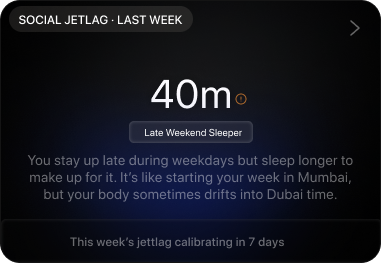 SOCIAL JETLAG · LAST WEEK
40m
Late Weekend Sleeper
You stay up late during weekdays but sleep longer to
make up for it. It's like starting your week in Mumbai,
but your body sometimes drifts into Dubai time.
This week's jettlag calibrating in 7 days